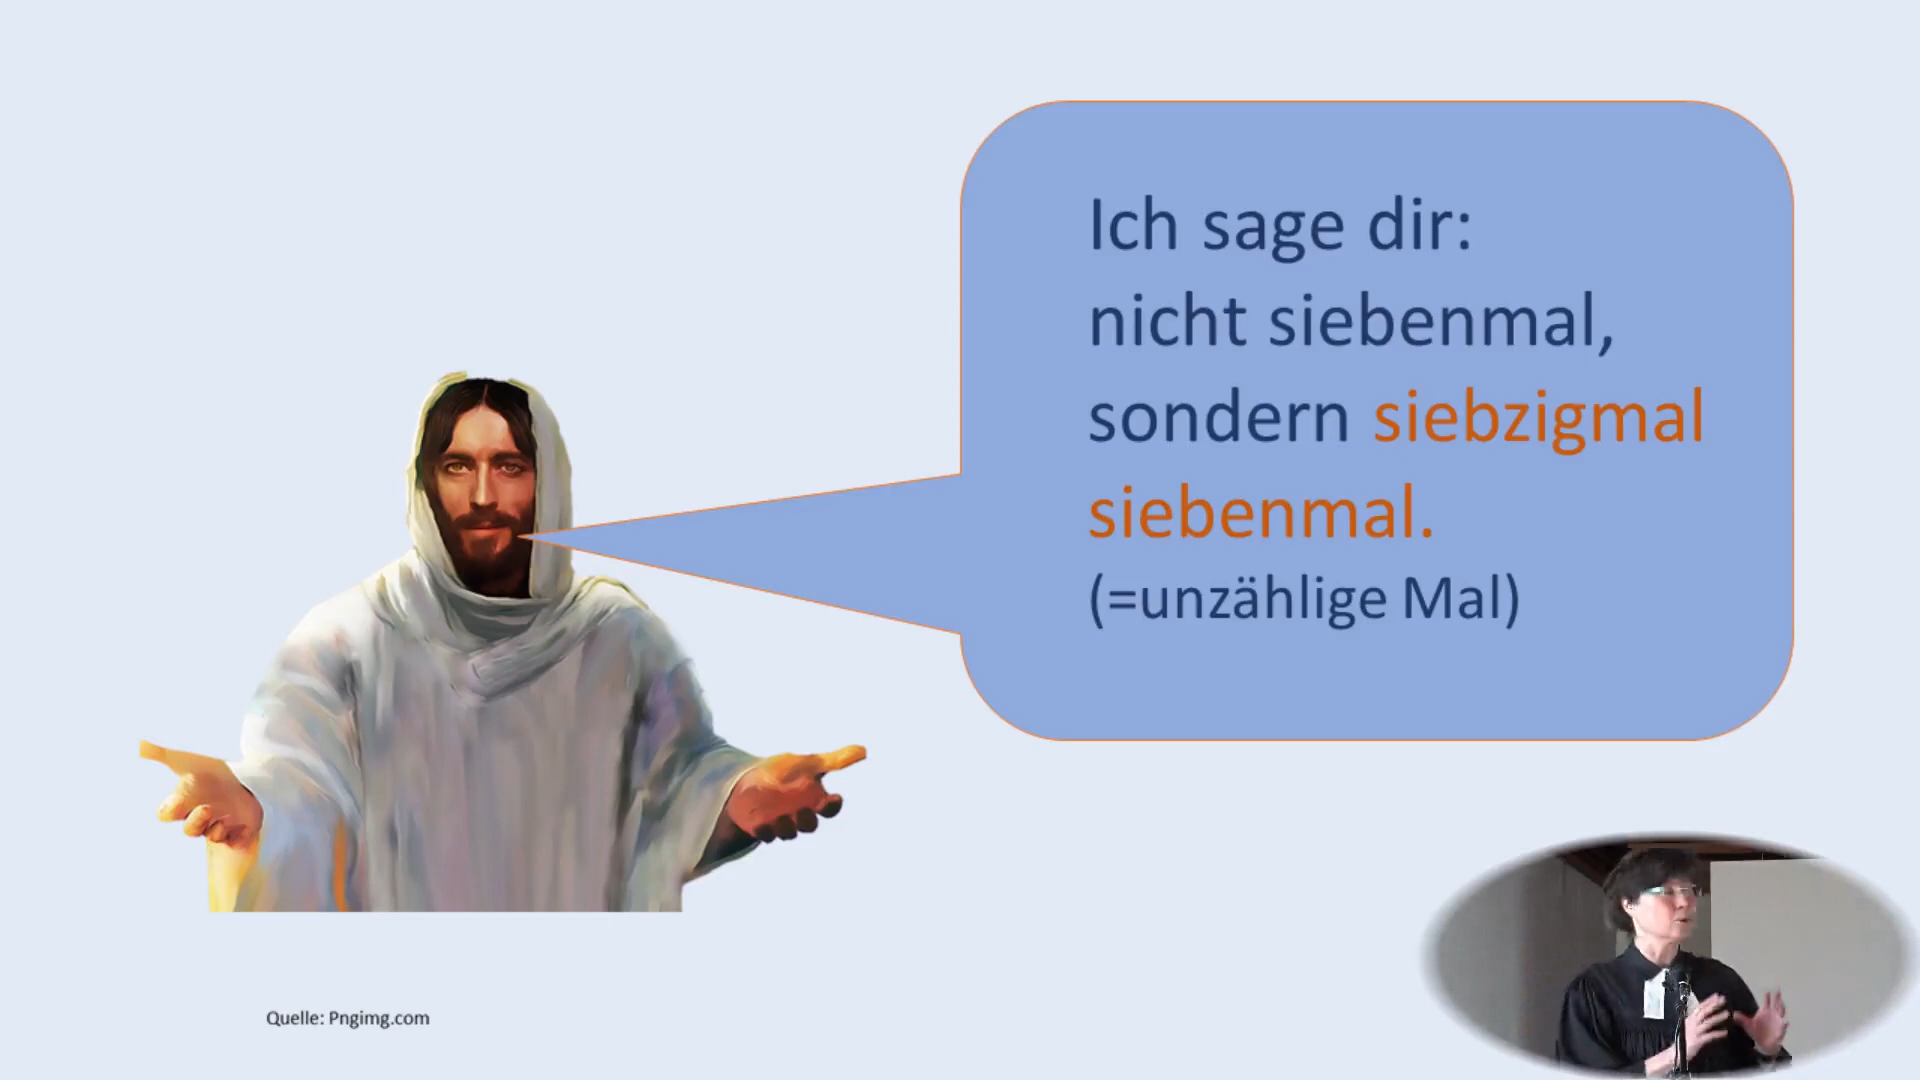 Ich sage dir:
nicht siebenmal,
sondern siebzigmal
siebenmal.
(=unzählige Mal)
Quelle: Pngimg.com